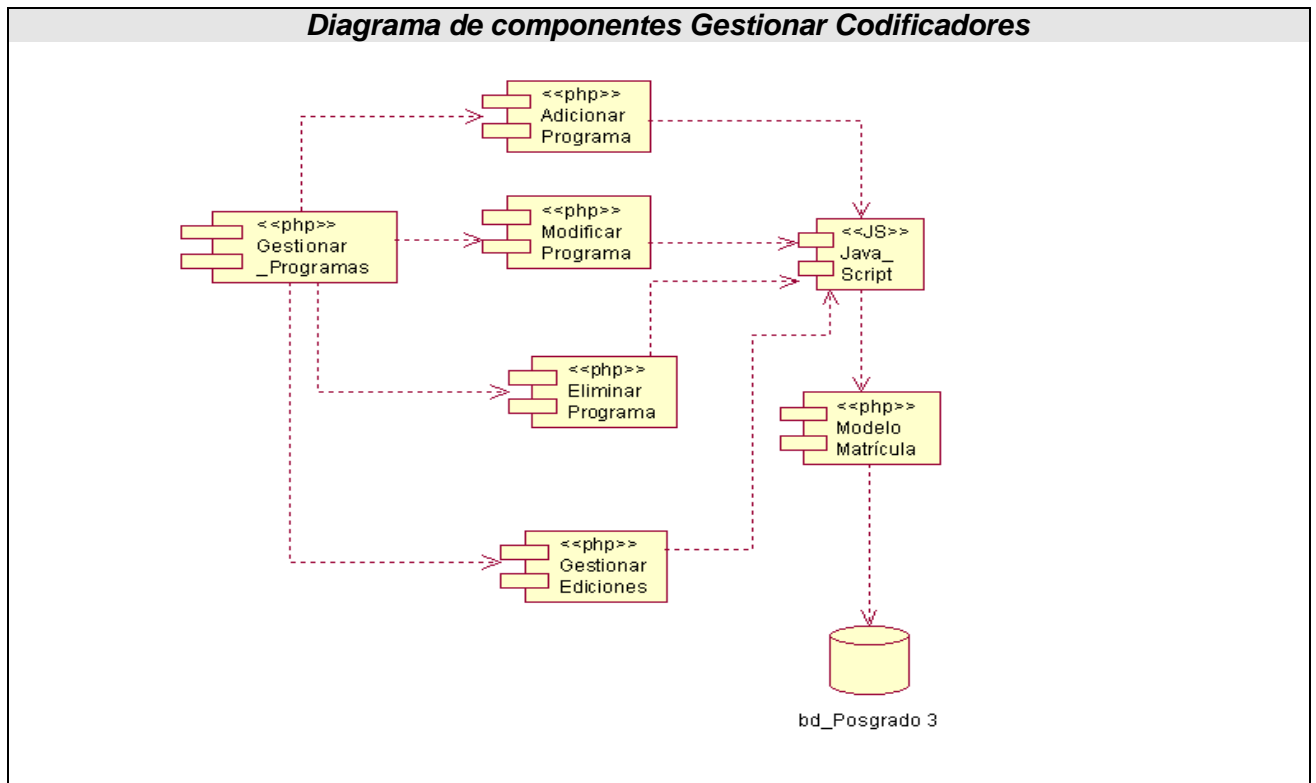 Diagrama de componentes Gestionar Codificadores
<<php>>
Adicionar
Programa
<<php>>
Gestionar
_Programas
<<php>>
Modificar
Programa
<<JS>>
Java_
Script
<<php>>
Eliminar
Programa
<<php>>
Modelo
Matrícula
<<php>>
Gestionar
Ediciones
bd_Posgrado 3